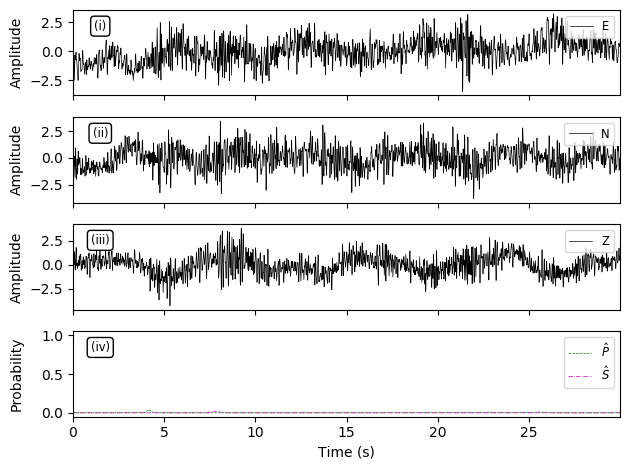 Amplitude
2.5
0.0
−2.5
(i)
E
Amplitude
2.5
0.0
−2.5
(ii)
N
Amplitude
2.5
0.0
−2.5
(iii)
Z
Probability
1.0
0.5
0.0
(iv)
P̂
Ŝ
0 5 10 15 20 25
Time (s)